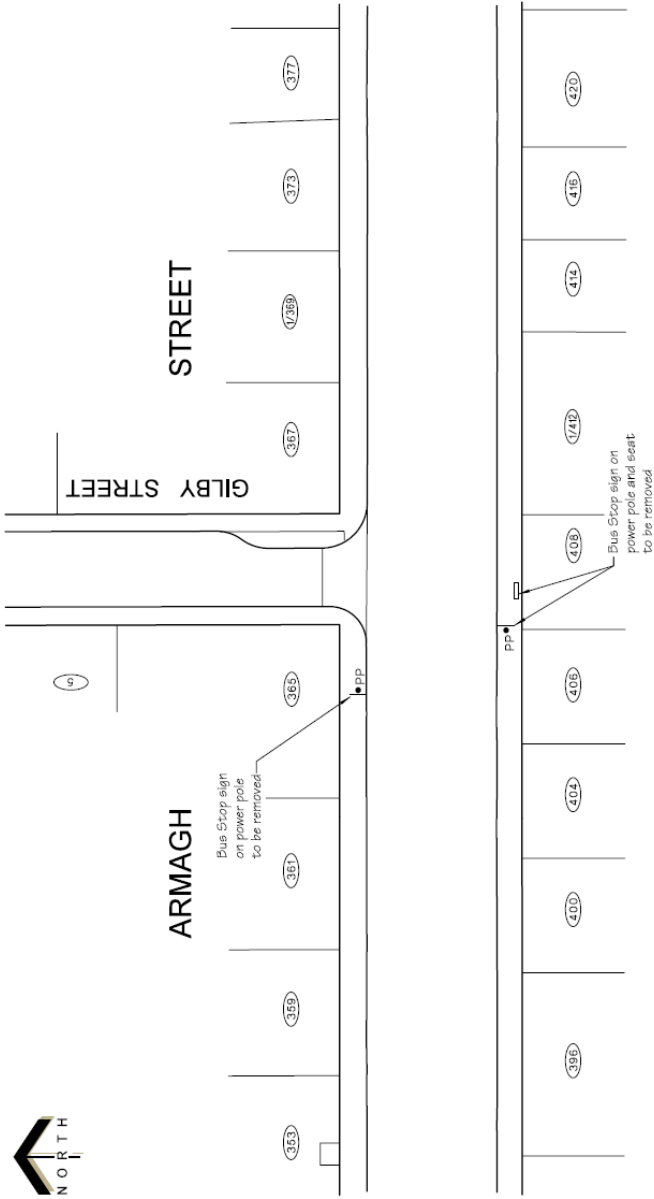 377
373
1/369
367
STREET
GILBY STREET
5
365
PP
Bus Stop sign
on power pole
to be removed
ARMAGH
361
359
353
NORTH
420
416
414
1/412
408
Bus Stop sign on
power pole and seat
to be removed
PP
406
404
400
396